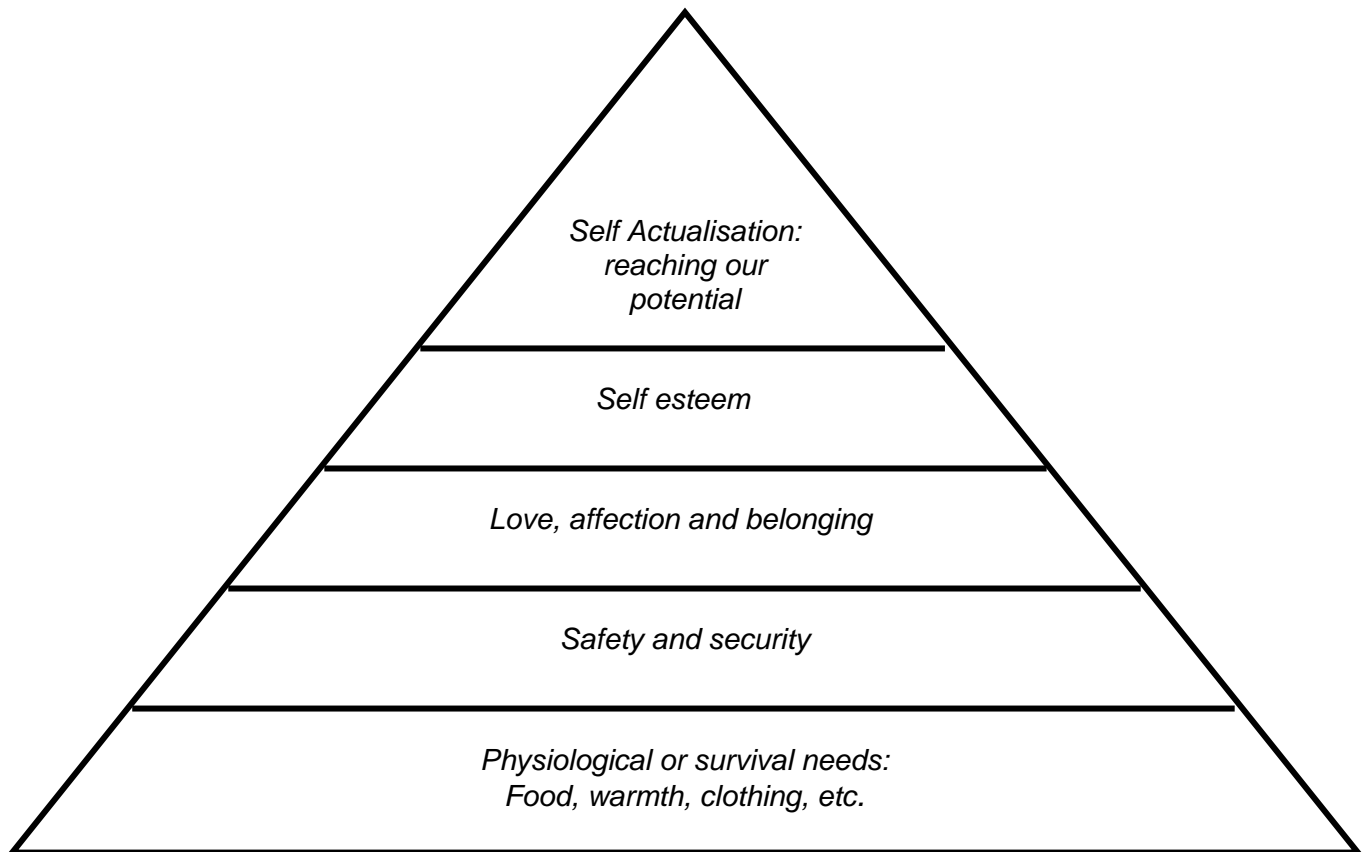 Self Actualisation:
reaching our
potential
Self esteem
Love, affection and belonging
Safety and security
Physiological or survival needs:
Food, warmth, clothing, etc.